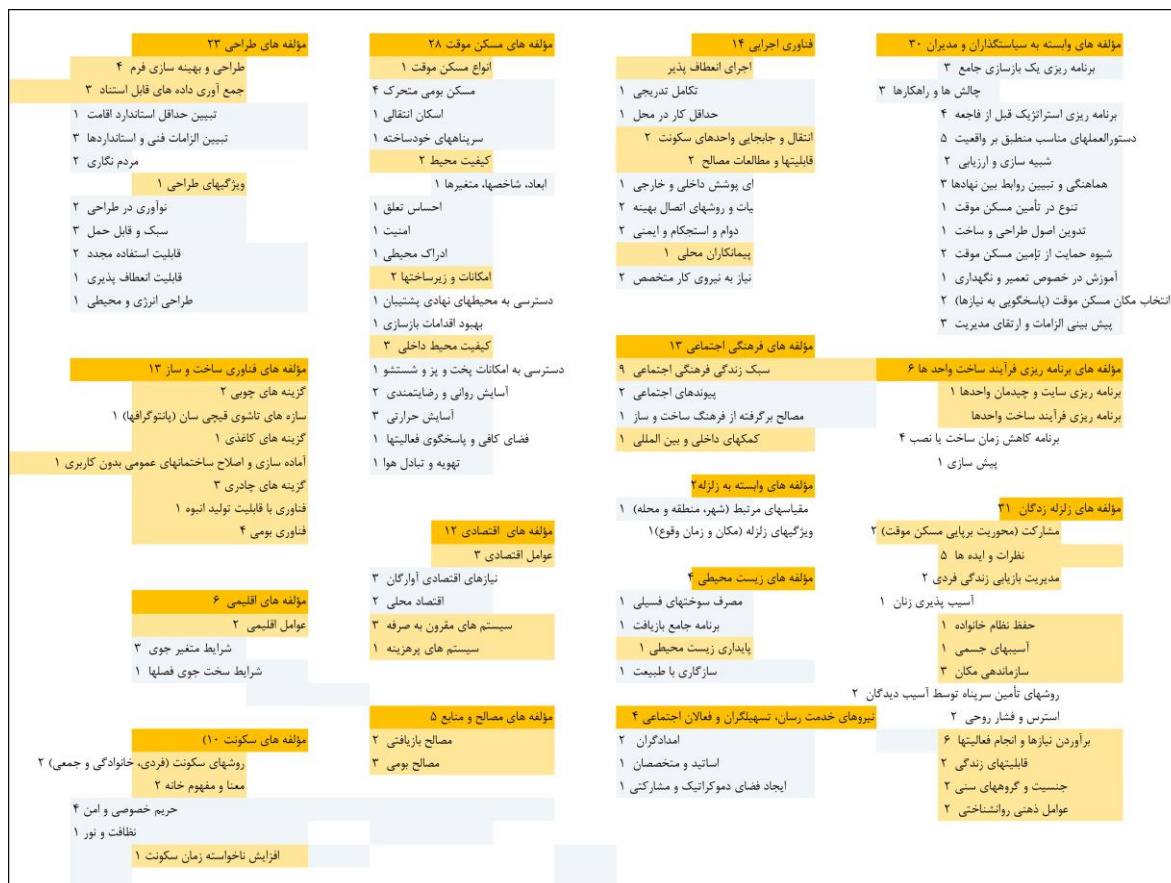 مؤلفه های وابسته به سیاستگذاران و مدیران ۳۰
برنامه ریزی یک بازسازی جامع ۳
چالش ها و راهکارها ۳
برنامه ریزی استراتژیک قبل از فاجعه ۴
دستورالعملهای مناسب منطبق بر واقعیت ۵
شبیه سازی و ارزیابی ۲
هماهنگی و تبیین روابط بین نهادها ۳
تنوع در تأمین مسکن موقت ۱
تدوین اصول طراحی و ساخت ۱
شیوه حمایت از تأمین مسکن موقت ۲
آموزش در خصوص تعمیر و نگهداری ۱
انتخاب مکان مسکن موقت (پاسخگویی به نیازها) ۲
پیش بینی الزامات و ارتقای مدیریت ۳
مؤلفه های برنامه ریزی فرآیند ساخت واحد ها ۶
برنامه ریزی سایت و چیدمان واحدها ۱
برنامه ریزی فرآیند ساخت واحدها
برنامه کاهش زمان ساخت یا نصب ۴
پیش سازی ۱
مؤلفه های زلزله زدگان ۳۱
مشارکت (محوریت برپایی مسکن موقت) ۲
نظرات و ایده ها ۵
مدیریت بازیابی زندگی فردی ۲
آسیب پذیری زنان ۱
حفظ نظام خانواده ۱
آسیبهای جسمی ۱
سازماندهی مکان ۳
روشهای تأمین سرپناه توسط آسیب دیدگان ۲
استرس و فشار روحی ۲
برآوردن نیازها و انجام فعالیتها ۶
قابلیتهای زندگی ۲
جنسیت و گروههای سنی ۲
عوامل ذهنی روانشناختی ۲
فناوری اجرایی ۱۴
اجرای انعطاف پذیر
تکامل تدریجی ۱
حداقل کار در محل ۱
انتقال و جابجایی واحدهای سکونت ۲
قابلیتها و مطالعات مصالح ۲
ای پوشش داخلی و خارجی ۱
یات و روشهای اتصال بهینه ۲
دوام و استحکام و ایمنی ۲
پیمانکاران محلی ۱
نیاز به نیروی کار متخصص ۲
مؤلفه های فرهنگی اجتماعی ۱۳
سبک زندگی فرهنگی اجتماعی ۹
پیوندهای اجتماعی ۲
مصالح برگرفته از فرهنگ ساخت و ساز ۱
کمکهای داخلی و بین المللی ۱
مؤلفه های وابسته به زلزله۲
مقیاسهای مرتبط (شهر، منطقه و محله) ۱
ویژگیهای زلزله (مکان و زمان وقوع)۱
مؤلفه های زیست محیطی ۴
مصرف سوختهای فسیلی ۱
برنامه جامع بازیافت ۱
پایداری زیست محیطی ۱
سازگاری با طبیعت ۱
نیروهای خدمت رسان، تسهیلگران و فعالان اجتماعی ۴
امدادگران ۲
اساتید و متخصصان ۱
ایجاد فضای دموکراتیک و مشارکتی ۱
مؤلفه های مسکن موقت ۲۸
انواع مسکن موقت ۱
مسکن بومی متحرک ۴
اسکان انتقالی ۱
سرپناههای خودساخته ۱
کیفیت محیط ۲
ابعاد، شاخصها، متغیرها ۱
احساس تعلق ۱
امنیت ۱
ادراک محیطی ۱
امکانات و زیرساختها ۲
دسترسی به محیطهای نهادی پشتیبان ۱
بهبود اقدامات بازسازی ۱
کیفیت محیط داخلی ۳
دسترسی به امکانات پخت و پز و شستشو ۱
آسایش روانی و رضایتمندی ۲
آسایش حرارتی ۳
فضای کافی و پاسخگوی فعالیتها ۱
تهویه و تبادل هوا ۱
مؤلفه های اقتصادی ۱۲
عوامل اقتصادی ۳
نیازهای اقتصادی آوارگان ۳
اقتصاد محلی ۲
سیستم های مقرون به صرفه ۳
سیستم های پرهزینه ۱
مؤلفه های مصالح و منابع ۵
مصالح بازیافتی ۲
مصالح بومی ۳
مؤلفه های طراحی ۲۳
طراحی و بهینه سازی فرم ۴
جمع آوری داده های قابل استناد ۳
تبیین حداقل استاندارد اقامت ۱
تبیین الزامات فنی و استانداردها ۳
مردم نگاری ۲
ویژگیهای طراحی ۱
نوآوری در طراحی ۲
سبک و قابل حمل ۳
قابلیت استفاده مجدد ۲
قابلیت انعطاف پذیری ۱
طراحی انرژی و محیطی ۱
مؤلفه های فناوری ساخت و ساز ۱۳
گزینه های چوبی ۲
سازه های تاشوی قیچی سان (پانتوگرافها) ۱
گزینه های کاغذی ۱
آماده سازی و اصلاح ساختمانهای عمومی بدون کاربری ۱
گزینه های چادری ۳
فناوری با قابلیت تولید انبوه ۱
فناوری بومی ۴
مؤلفه های اقلیمی ۶
عوامل اقلیمی ۲
شرایط متغیر جوی ۳
شرایط سخت جوی فصلها ۱
مؤلفه های سکونت ۱۰)
روشهای سکونت (فردی، خانوادگی و جمعی) ۲
معنا و مفهوم خانه ۲
حریم خصوصی و امن ۴
نظافت و نور ۱
افزایش ناخواسته زمان سکونت ۱